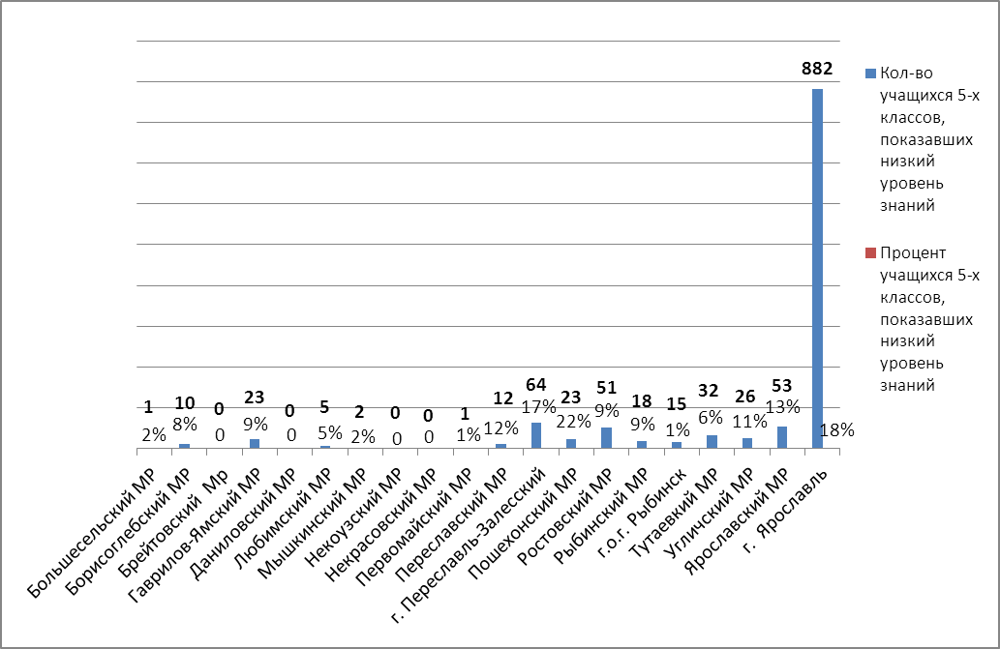 882
Кол-во
учащихся 5-х
классов,
показавших
низкий
уровень
знаний
Процент
учащихся 5-х
классов,
показавших
низкий
уровень
знаний
1 10 0 23 0 5 2 0 0 1 12 64 23 51 18 15 32 26 53
2% 8% 0 9% 0 5% 2% 0 0 1% 12% 17% 22% 9% 9% 1% 6% 11% 13% 18%
Большесельский МР
Борисоглебский МР
Брейтовский Мр
Гаврилов-Ямский МР
Даниловский МР
Любимский МР
Мышкинский МР
Некоузский МР
Некрасовский МР
Первомайский МР
Переславский МР
г. Переславль-Залесский
Пошехонский МР
Ростовский МР
Рыбинский МР
г.о.г. Рыбинск
Тутаевкий МР
Угличский МР
Ярославский МР
г. Ярославль